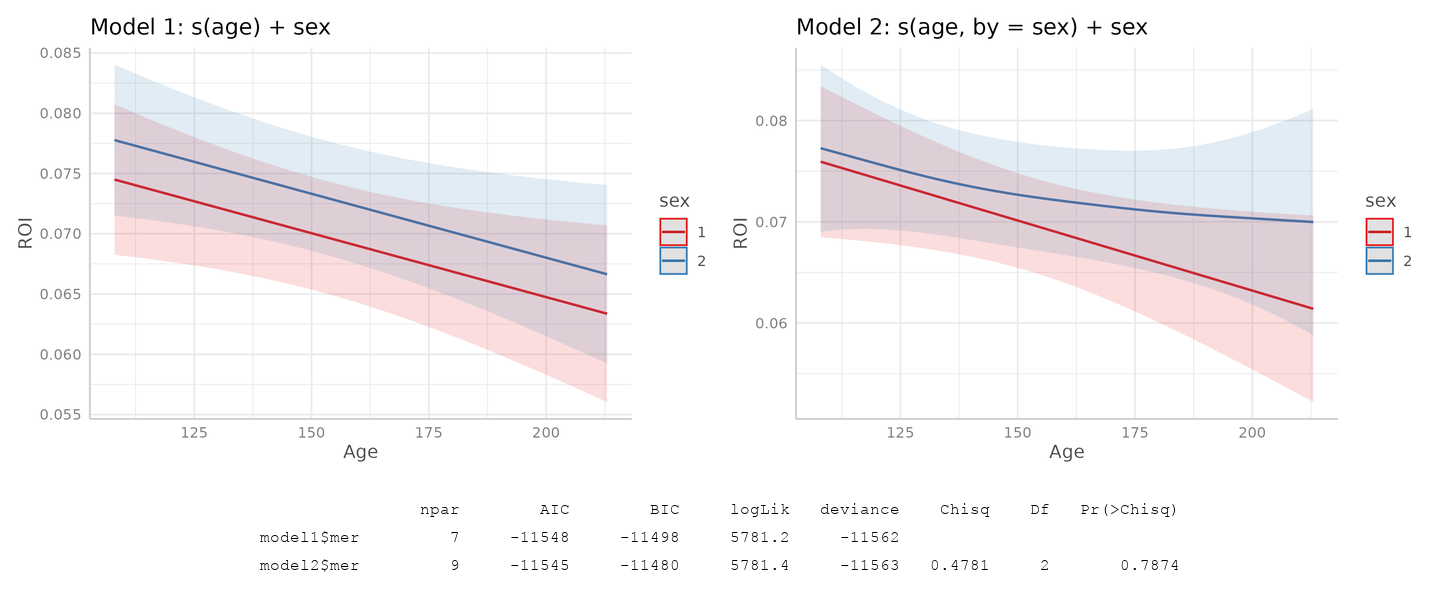 Model 1: s(age) + sex
0.085
0.080
0.075
0.070
0.065
0.060
0.055
ROI
125 150 175 200
Age
sex
1
2
Model 2: s(age, by = sex) + sex
0.08
0.07
0.06
ROI
125 150 175 200
Age
sex
1
2
npar AIC BIC logLik deviance Chisq Df Pr(>Chisq)
model1$mer 7 -11548 -11498 5781.2 -11562
model2$mer 9 -11545 -11480 5781.4 -11563 0.4781 2 0.7874